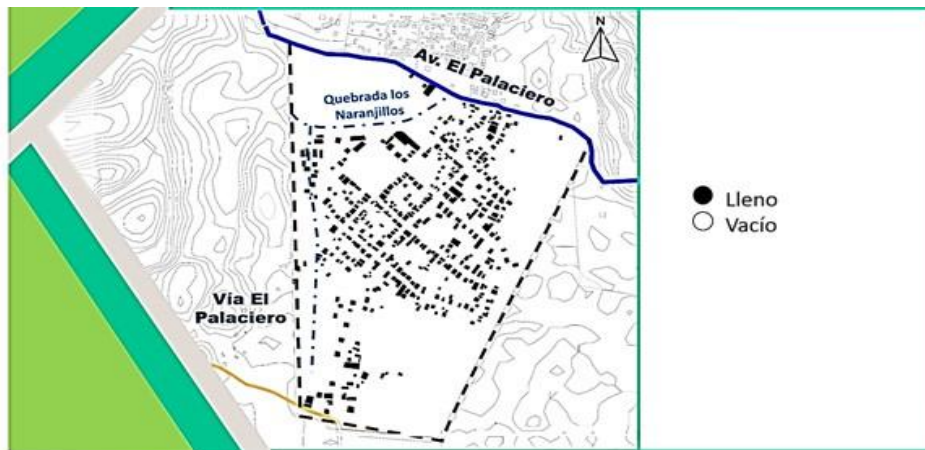 N
Av. El Palaciero
Quebrada los
Naranjillos
Vía El
Palaciero
Lleno
Vacío